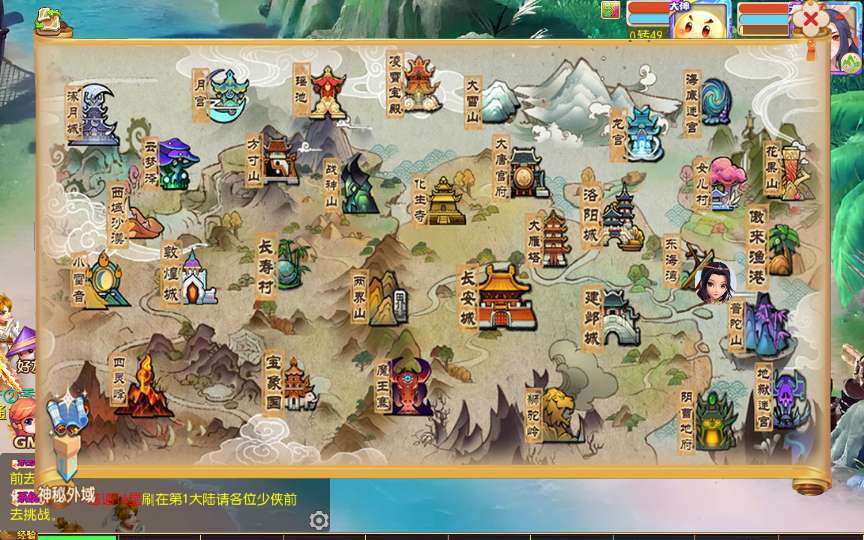 大神
0转49
涿月城
月宫
瑶池
凌霄宝殿
大雪山
龙宫
海底迷宫
云梦泽
方寸山
战神山
化生寺
大唐官府
洛阳城
女儿村
花果山
西域沙漠
大雁塔
东海湾
傲来渔港
小雷音
敦煌城
长寿村
两界山
长安城
建邺城
普陀山
四灵峰
宝象国
魔王寨
狮驼岭
阴曹地府
地狱迷宫
好友
GM
神秘外域
前去
刷在第1大陆请各位少侠前
去挑战。
经验